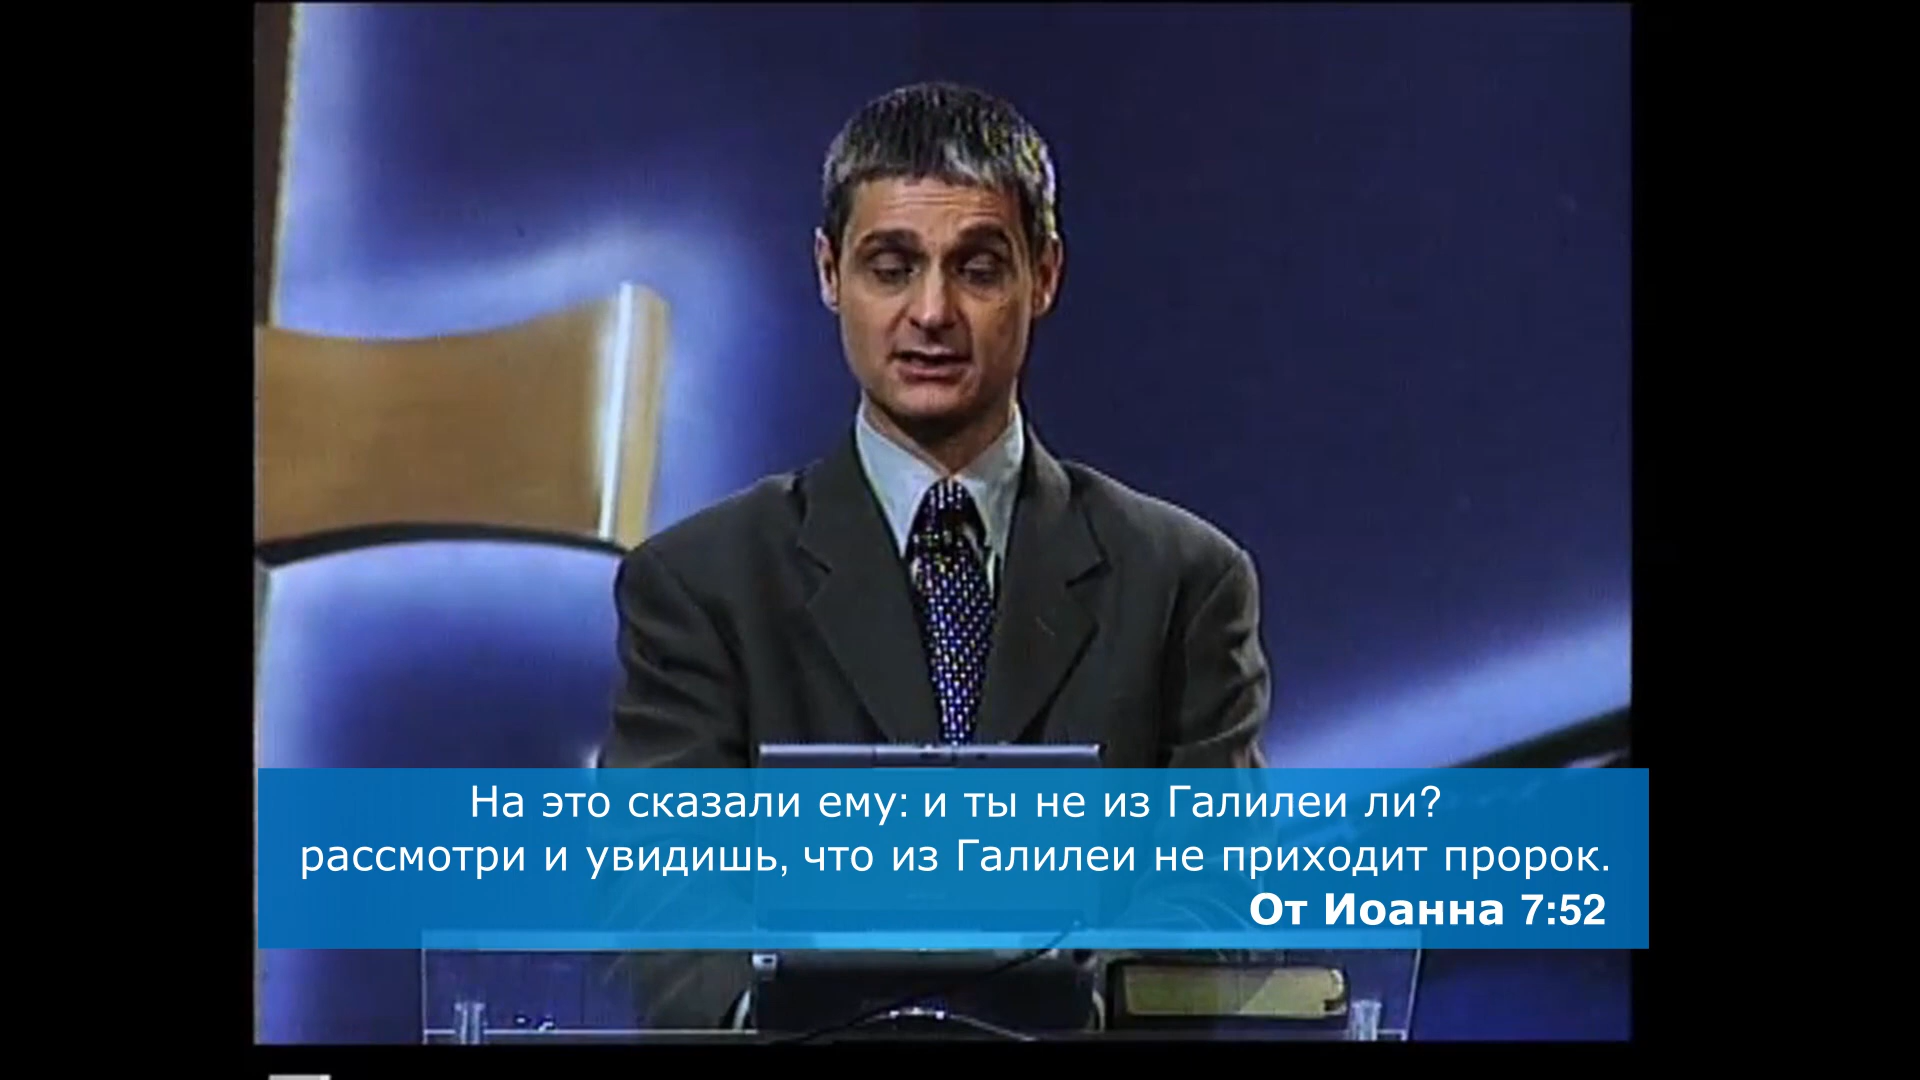 На это сказали ему: и ты не из Галилеи ли?
рассмотри и увидишь, что из Галилеи не приходит пророк.
От Иоанна 7:52